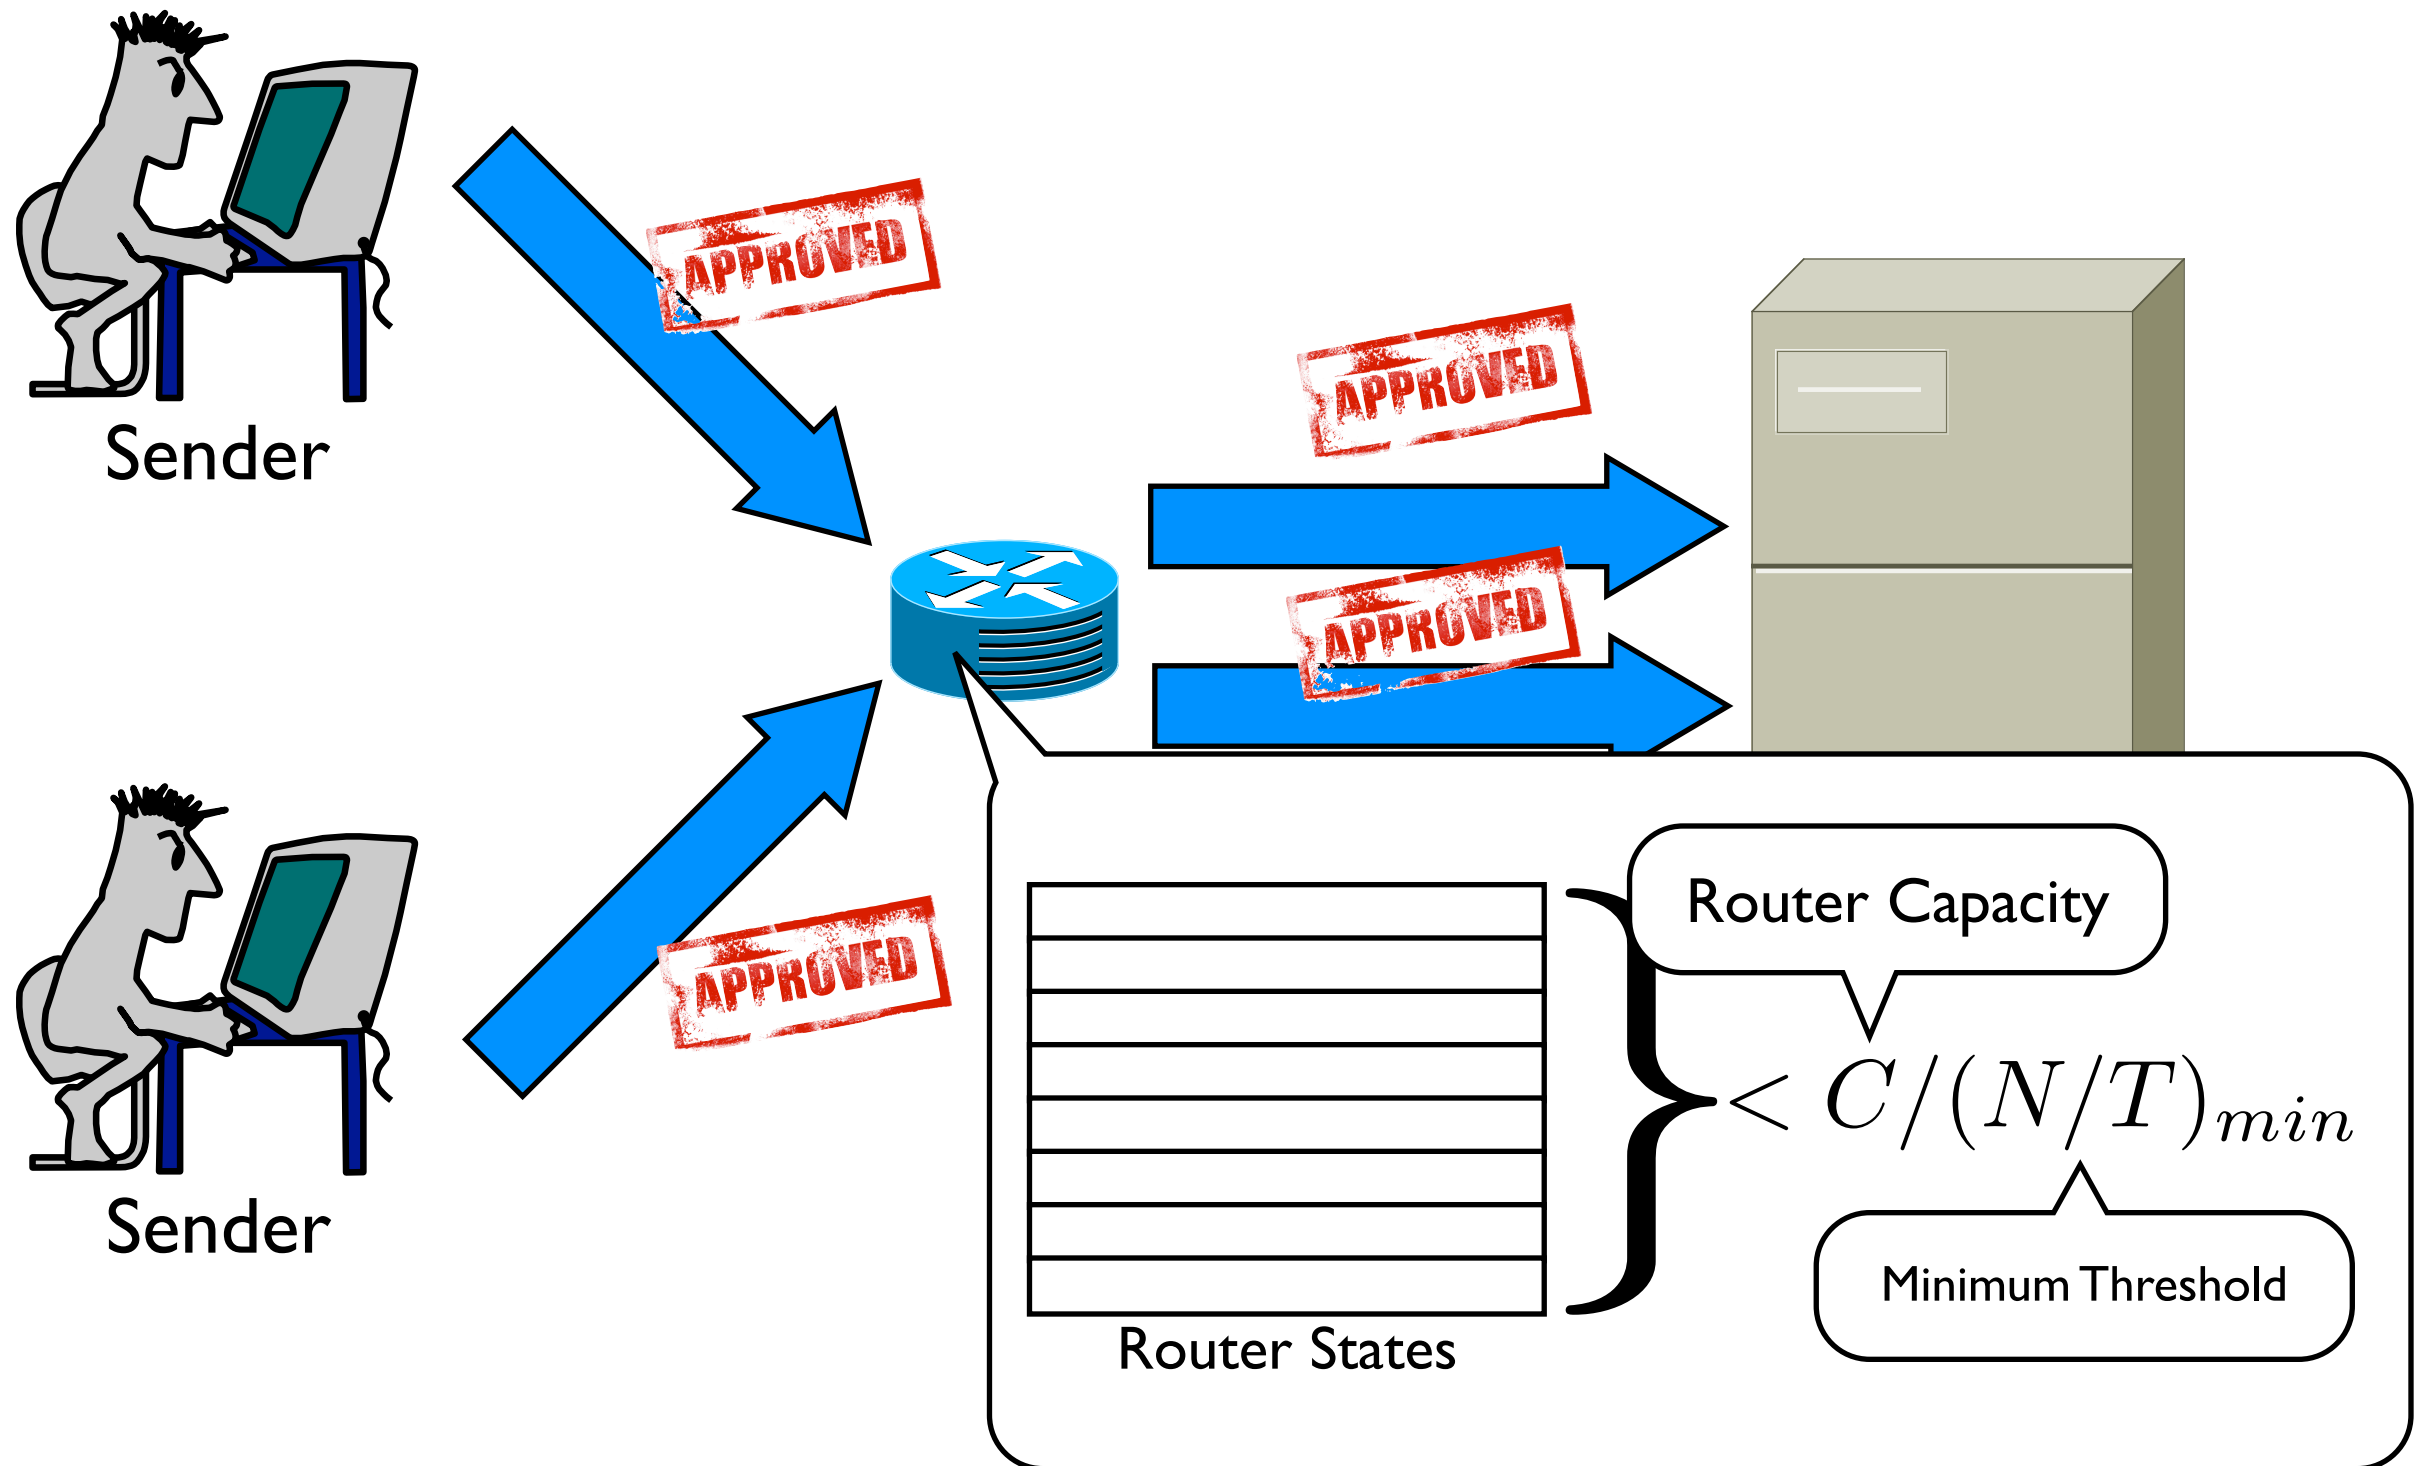 APPROVED
APPROVED
Sender
APPROVED
APPROVED
Sender
Router Capacity
< C/(N/T)min
Minimum Threshold
Router States